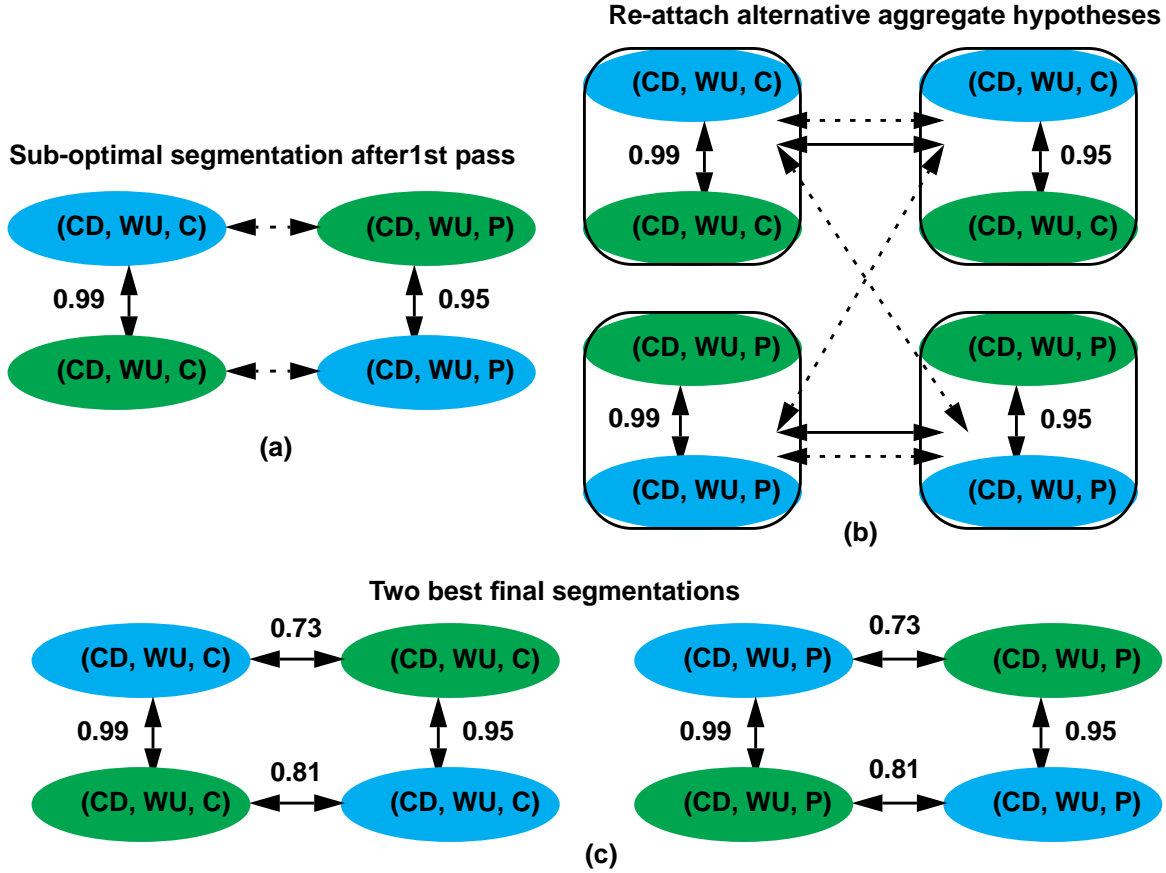 Re-attach alternative aggregate hypotheses
(CD, WU, C) (CD, WU, C)
0.99 0.95
(CD, WU, C) (CD, WU, C)
(CD, WU, P) (CD, WU, P)
0.99 0.95
(CD, WU, P) (CD, WU, P)
(b)
Sub-optimal segmentation after1st pass
(CD, WU, C) (CD, WU, P)
0.99 0.95
(CD, WU, C) (CD, WU, P)
(a)
Two best final segmentations
0.73
(CD, WU, C) (CD, WU, C)
0.99 0.95
0.81
(CD, WU, C) (CD, WU, C)
0.73
(CD, WU, P) (CD, WU, P)
0.99 0.95
0.81
(CD, WU, P) (CD, WU, P)
(c)